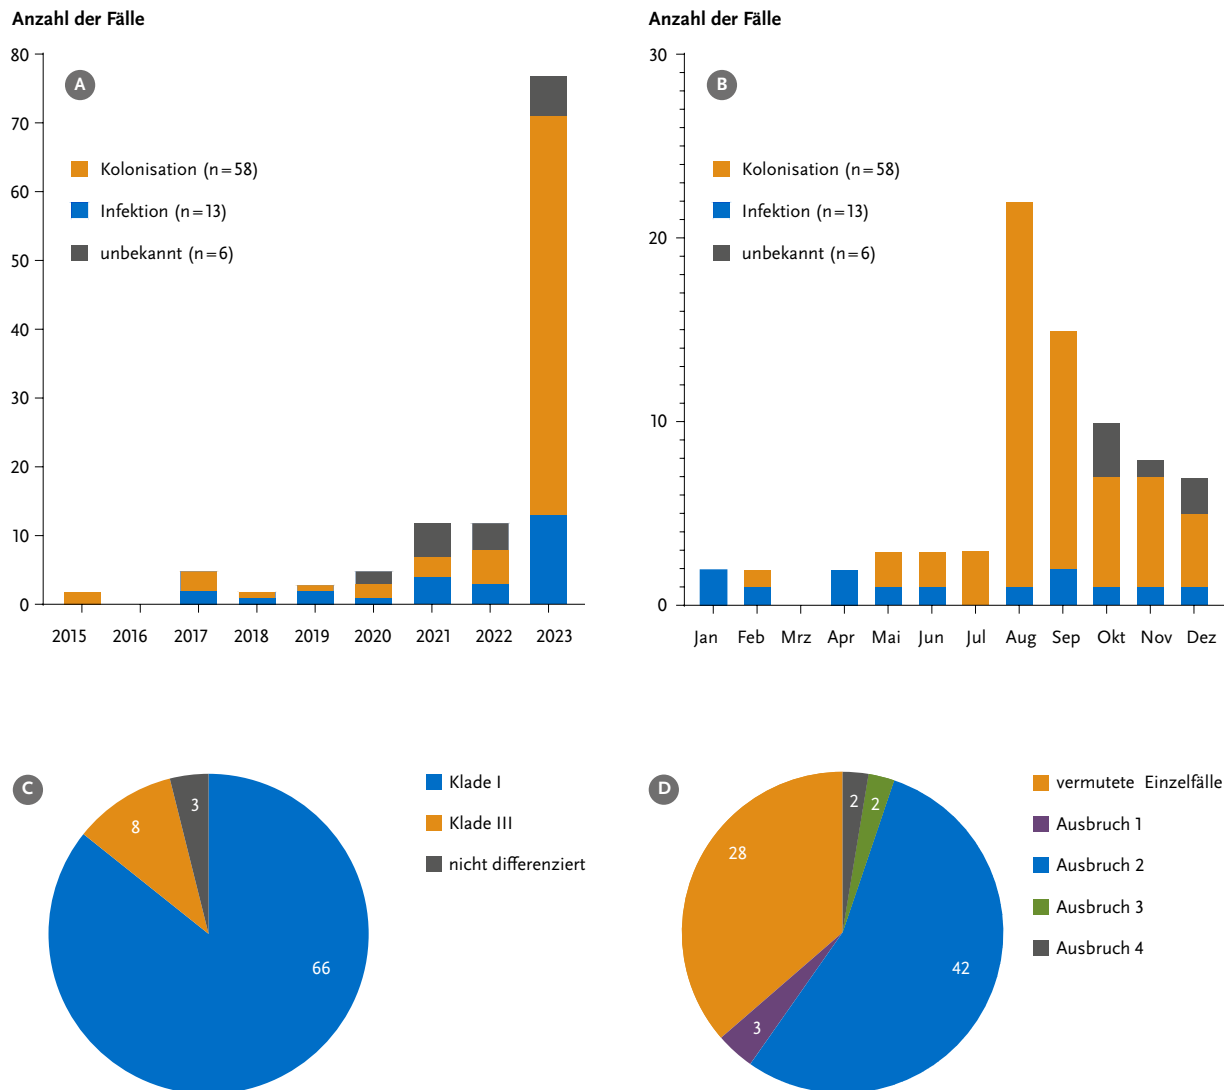 Anzahl der Fälle
A
80
70
60
50
40
30
20
10
0
Kolonisation (n = 58)
Infektion (n = 13)
unbekannt (n = 6)
2015 2016 2017 2018 2019 2020 2021 2022 2023
Anzahl der Fälle
B
30
20
10
0
Kolonisation (n = 58)
Infektion (n = 13)
unbekannt (n = 6)
Jan Feb Mrz Apr Mai Jun Jul Aug Sep Okt Nov Dez
C
3
8
66
Klade I
Klade III
nicht differenziert
D
2
2
28
42
3
vermutete Einzelfälle
Ausbruch 1
Ausbruch 2
Ausbruch 3
Ausbruch 4